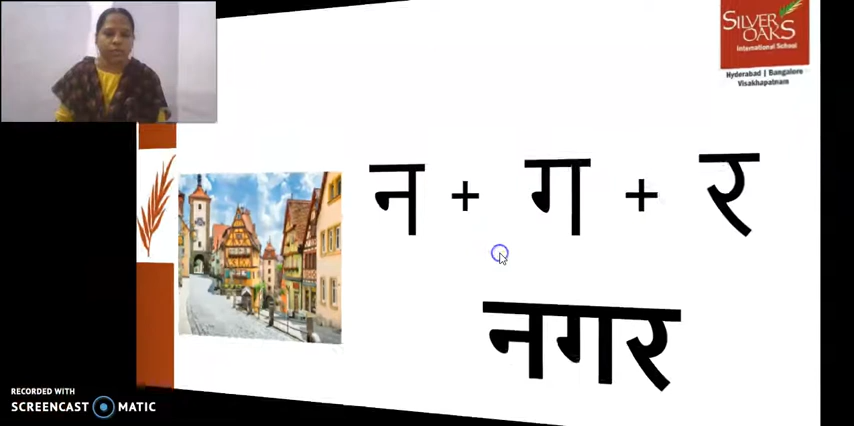 SILVER
OAKS
International School
Hyderabad | Bangalore
Visakhapatnam
न + ग + र
नगर
RECORDED WITH
SCREENCAST MATIC